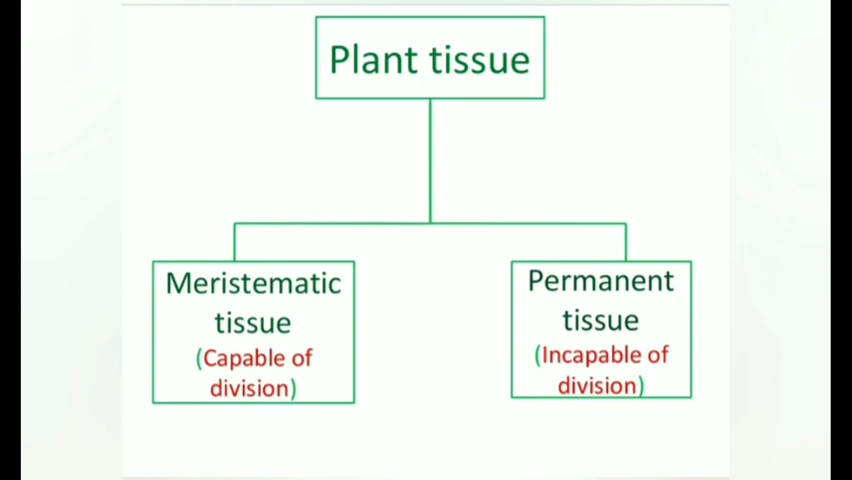 Plant tissue
Meristematic
tissue
(Capable of
division)
Permanent
tissue
(Incapable of
division)